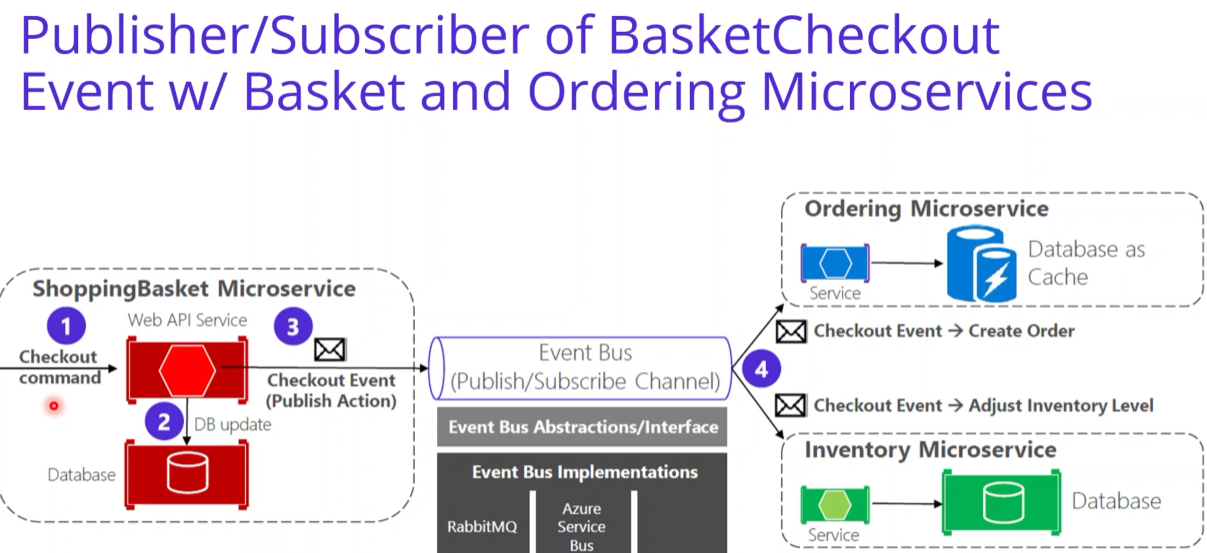 Publisher/Subscriber of BasketCheckout
Event w/ Basket and Ordering Microservices
ShoppingBasket Microservice
1
Web API Service
3
Checkout
command
Checkout Event
(Publish Action)
2
DB update
Database
Event Bus
(Publish/Subscribe Channel)
Event Bus Abstractions/Interface
Event Bus Implementations
RabbitMQ
Azure
Service
Bus
4
Ordering Microservice
Service
Database as
Cache
Checkout Event → Create Order
Checkout Event → Adjust Inventory Level
Inventory Microservice
Service
Database